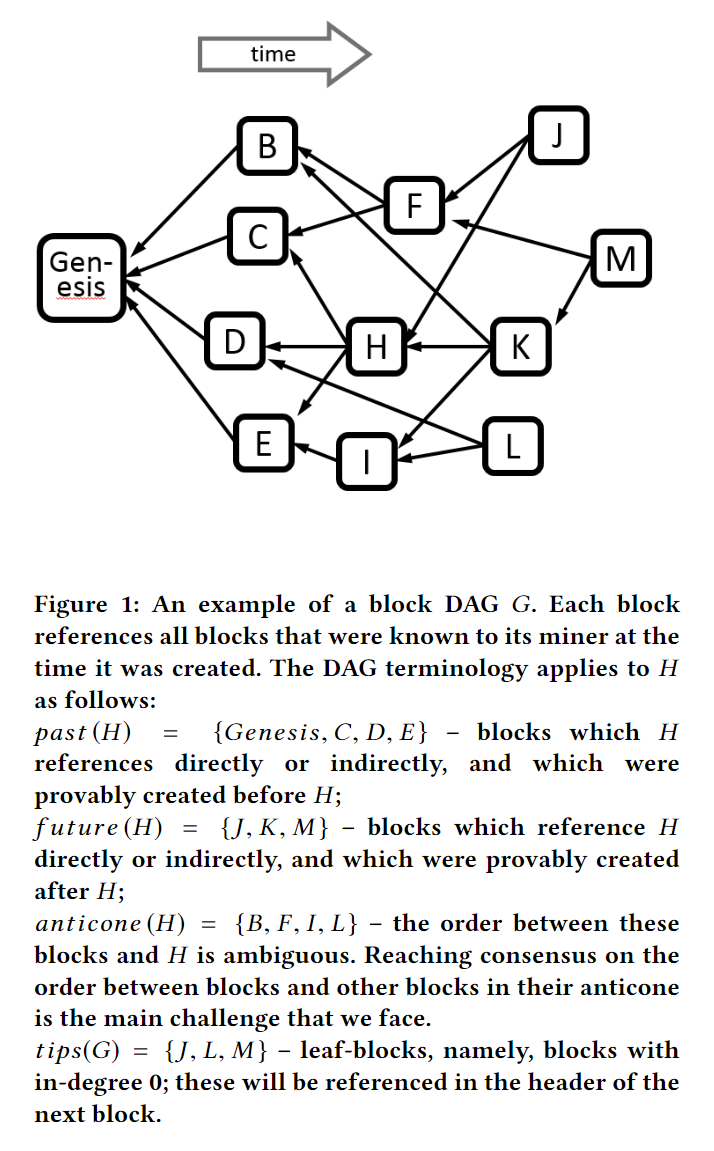 time
B
J
F
C
Gen-
esis
M
D
H
K
E
I
L
Figure 1: An example of a block DAG G. Each block
references all blocks that were known to its miner at the
time it was created. The DAG terminology applies to H
as follows:
past (H) = {Genesis, C, D, E} – blocks which H
references directly or indirectly, and which were
provably created before H;
future (H) = {J, K, M} – blocks which reference H
directly or indirectly, and which were provably created
after H;
anticone (H) = {B, F, I, L} – the order between these
blocks and H is ambiguous. Reaching consensus on the
order between blocks and other blocks in their anticone
is the main challenge that we face.
tips(G) = {J, L, M} – leaf-blocks, namely, blocks with
in-degree 0; these will be referenced in the header of the
next block.